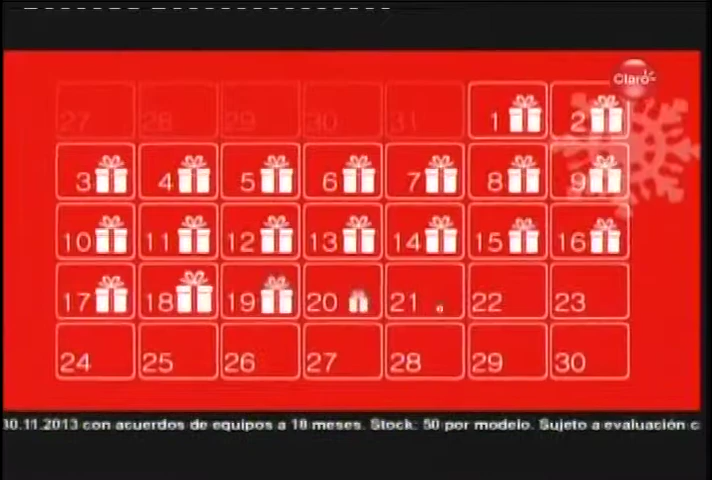 Claro
27 28 29 30 31 1 2
3 4 5 6 7 8 9
10 11 12 13 14 15 16
17 18 19 20 21 22 23
24 25 26 27 28 29 30
30.11.2013 con acuerdos de equipos a 18 meses. Stock: 50 por modelo. Sujeto a evaluación c